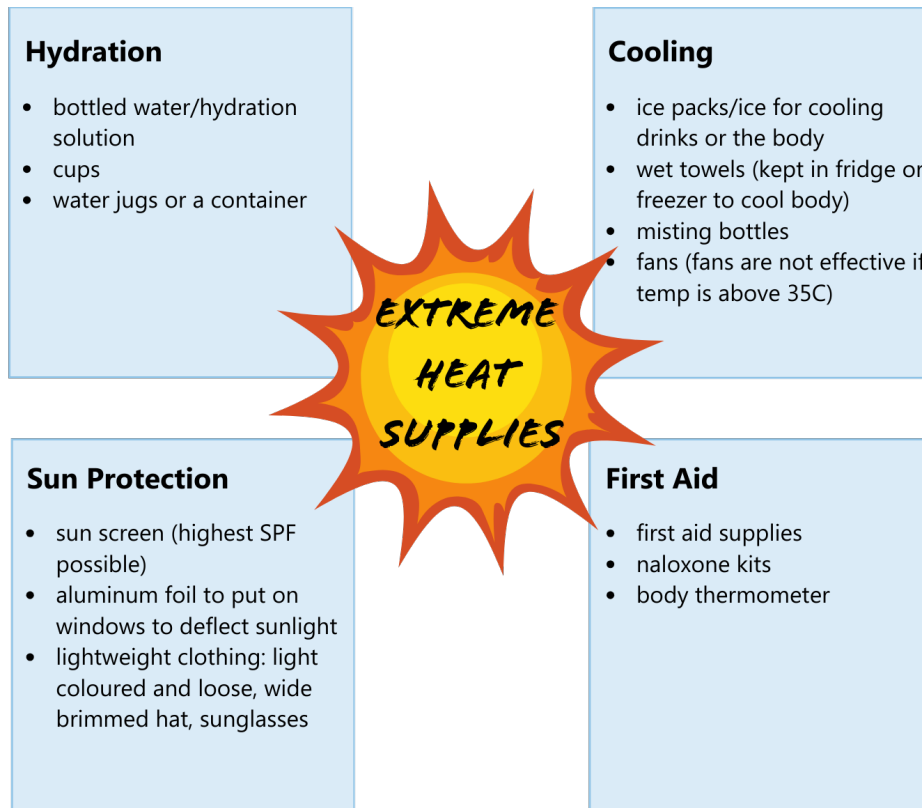 Hydration
• bottled water/hydration
solution
• cups
• water jugs or a container
Cooling
• ice packs/ice for cooling
drinks or the body
• wet towels (kept in fridge or
freezer to cool body)
• misting bottles
• fans (fans are not effective if
temp is above 35C)
EXTREME
HEAT
SUPPLIES
Sun Protection
• sun screen (highest SPF
possible)
• aluminum foil to put on
windows to deflect sunlight
• lightweight clothing: light
coloured and loose, wide
brimmed hat, sunglasses
First Aid
• first aid supplies
• naloxone kits
• body thermometer